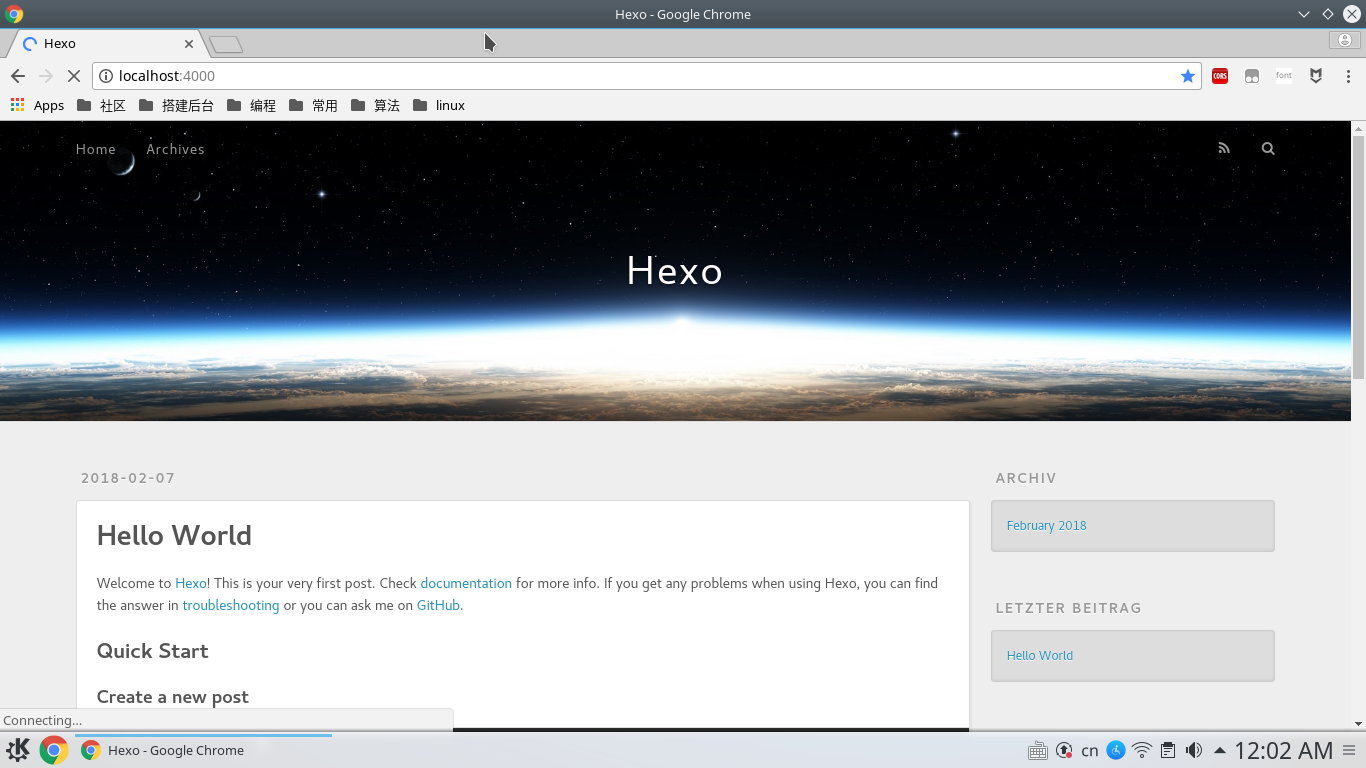 Hexo - Google Chrome
Hexo
localhost:4000
CORS
font
Apps 社区 搭建后台 编程 常用 算法 linux
Home Archives
Hexo
2018-02-07
ARCHIV
Hello World
February 2018
Welcome to Hexo! This is your very first post. Check documentation for more info. If you get any problems when using Hexo, you can find
the answer in troubleshooting or you can ask me on GitHub.
LETZTER BEITRAG
Quick Start
Hello World
Create a new post
Connecting...
Hexo - Google Chrome
cn
12:02 AM